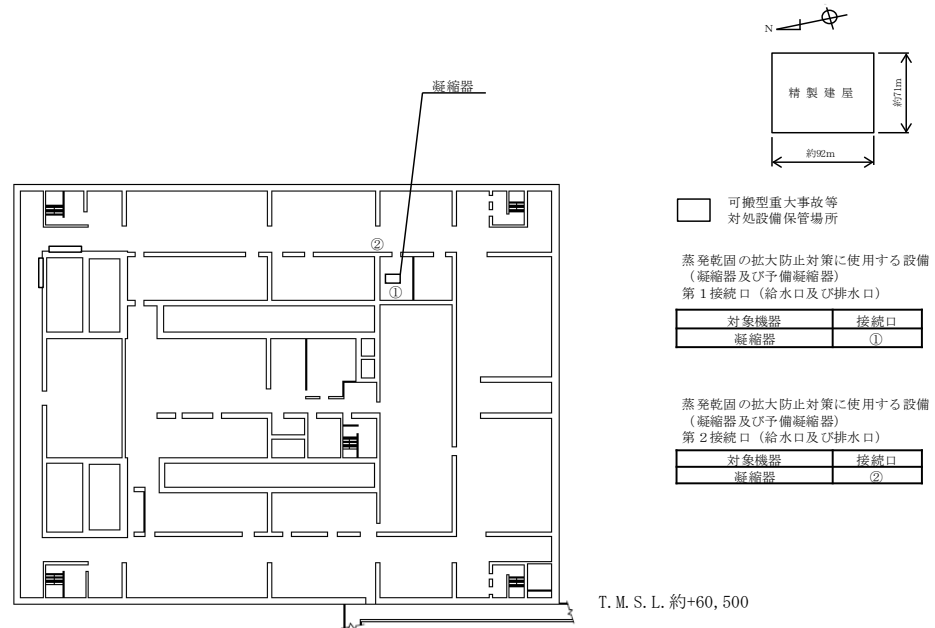 N
凝縮器
精製建屋
約71m
約92m
可搬型重大事故等
対処設備保管場所
②
①
蒸発乾固の拡大防止対策に使用する設備
（凝縮器及び予備凝縮器）
第１接続口（給水口及び排水口）
対象機器 接続口
凝縮器 ①
蒸発乾固の拡大防止対策に使用する設備
（凝縮器及び予備凝縮器）
第２接続口（給水口及び排水口）
対象機器 接続口
凝縮器 ②
T.M.S.L.約+60,500